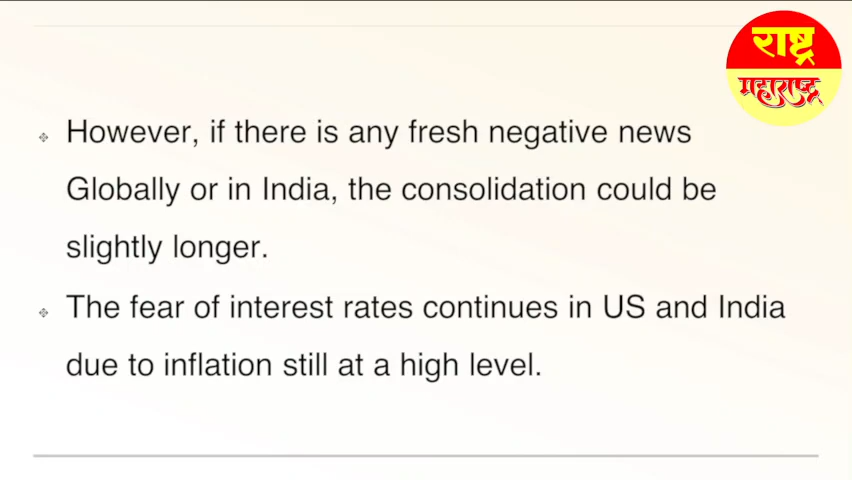 राष्ट्र
महाराष्ट्र
However, if there is any fresh negative news
Globally or in India, the consolidation could be
slightly longer.
The fear of interest rates continues in US and India
due to inflation still at a high level.